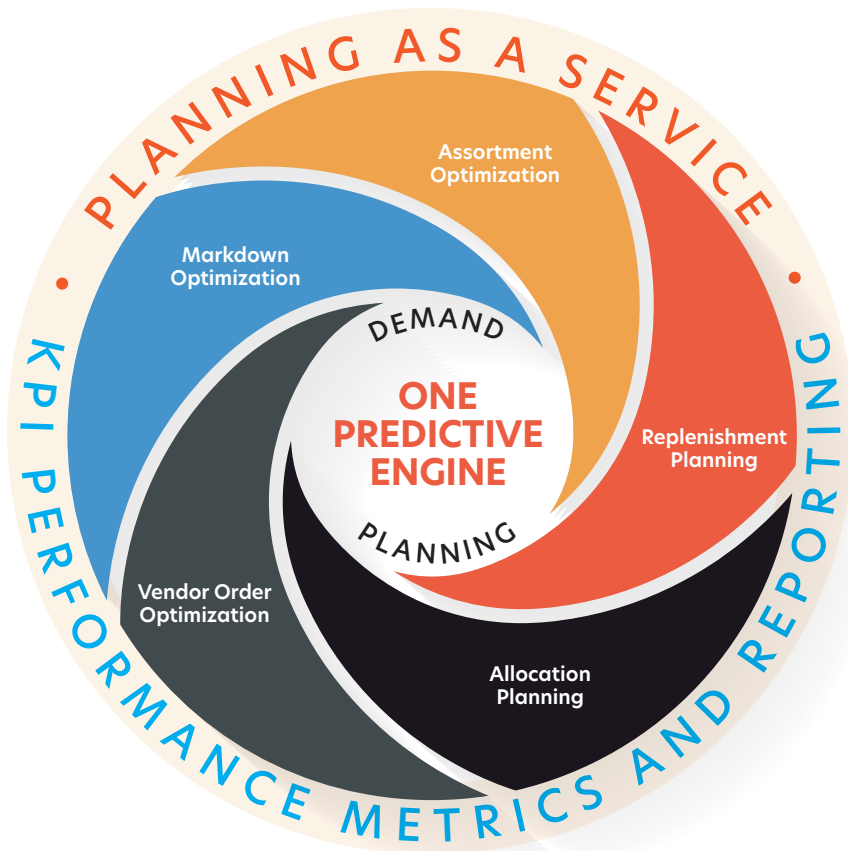 PLANNING AS A SERVICE
Assortment
Optimization
Markdown
Optimization
DEMAND
ONE
PREDICTIVE
ENGINE
PLANNING
Replenishment
Planning
Vendor Order
Optimization
Allocation
Planning
KPI PERFORMANCE METRICS AND REPORTING